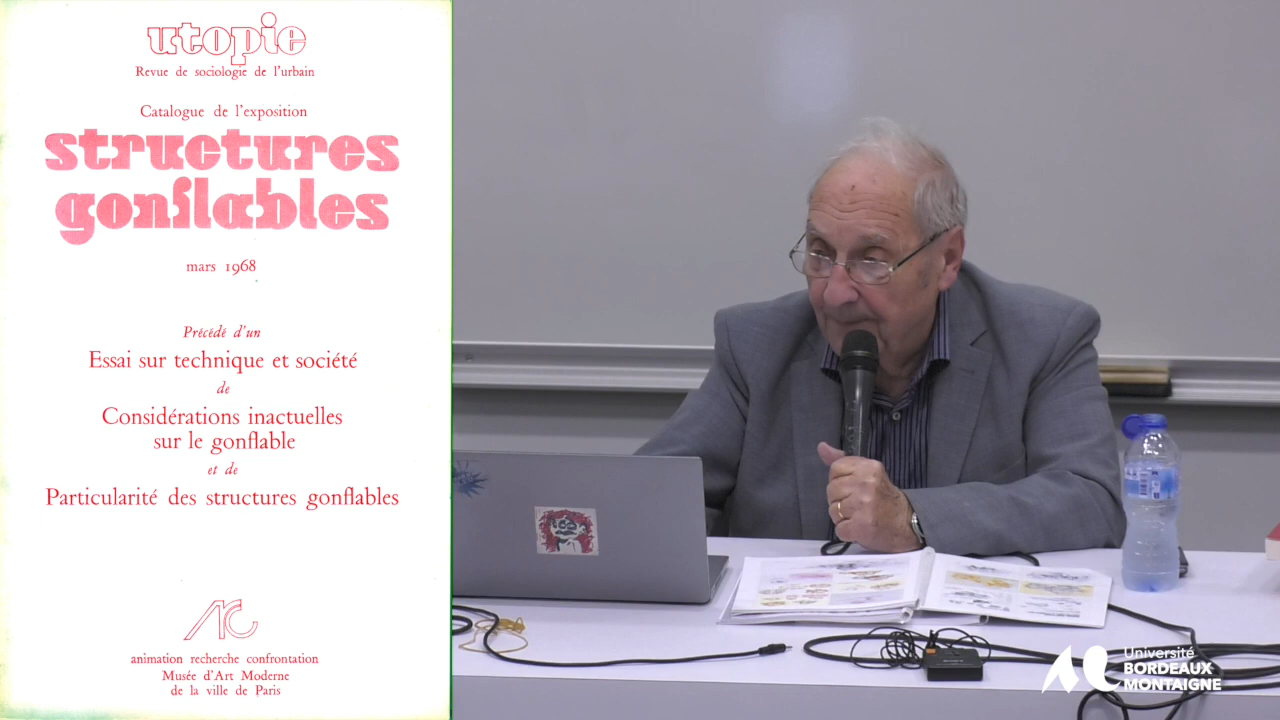 utopie
Revue de sociologie de l'urbain
Catalogue de l'exposition
structures
gonflables
mars 1968
Précédé d'un
Essai sur technique et société
de
Considérations inactuelles
sur le gonflable
et de
Particularité des structures gonflables
ARC
animation recherche confrontation
Musée d'Art Moderne
de la ville de Paris
Université
BORDEAUX
MONTAIGNE